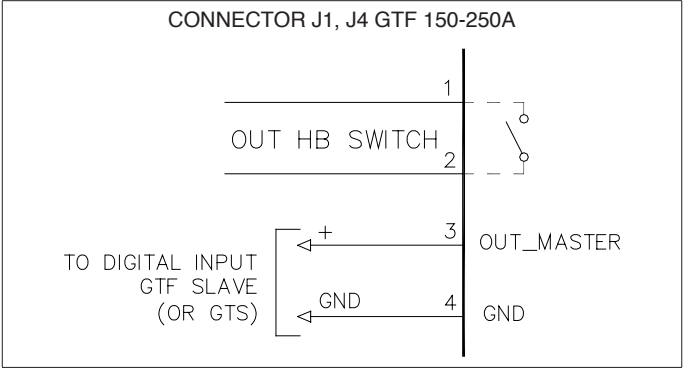 CONNECTOR J1, J4 GTF 150-250A
1
OUT HB SWITCH
2
+
3
OUT_MASTER
TO DIGITAL INPUT
GTF SLAVE
(OR GTS)
GND
4
GND